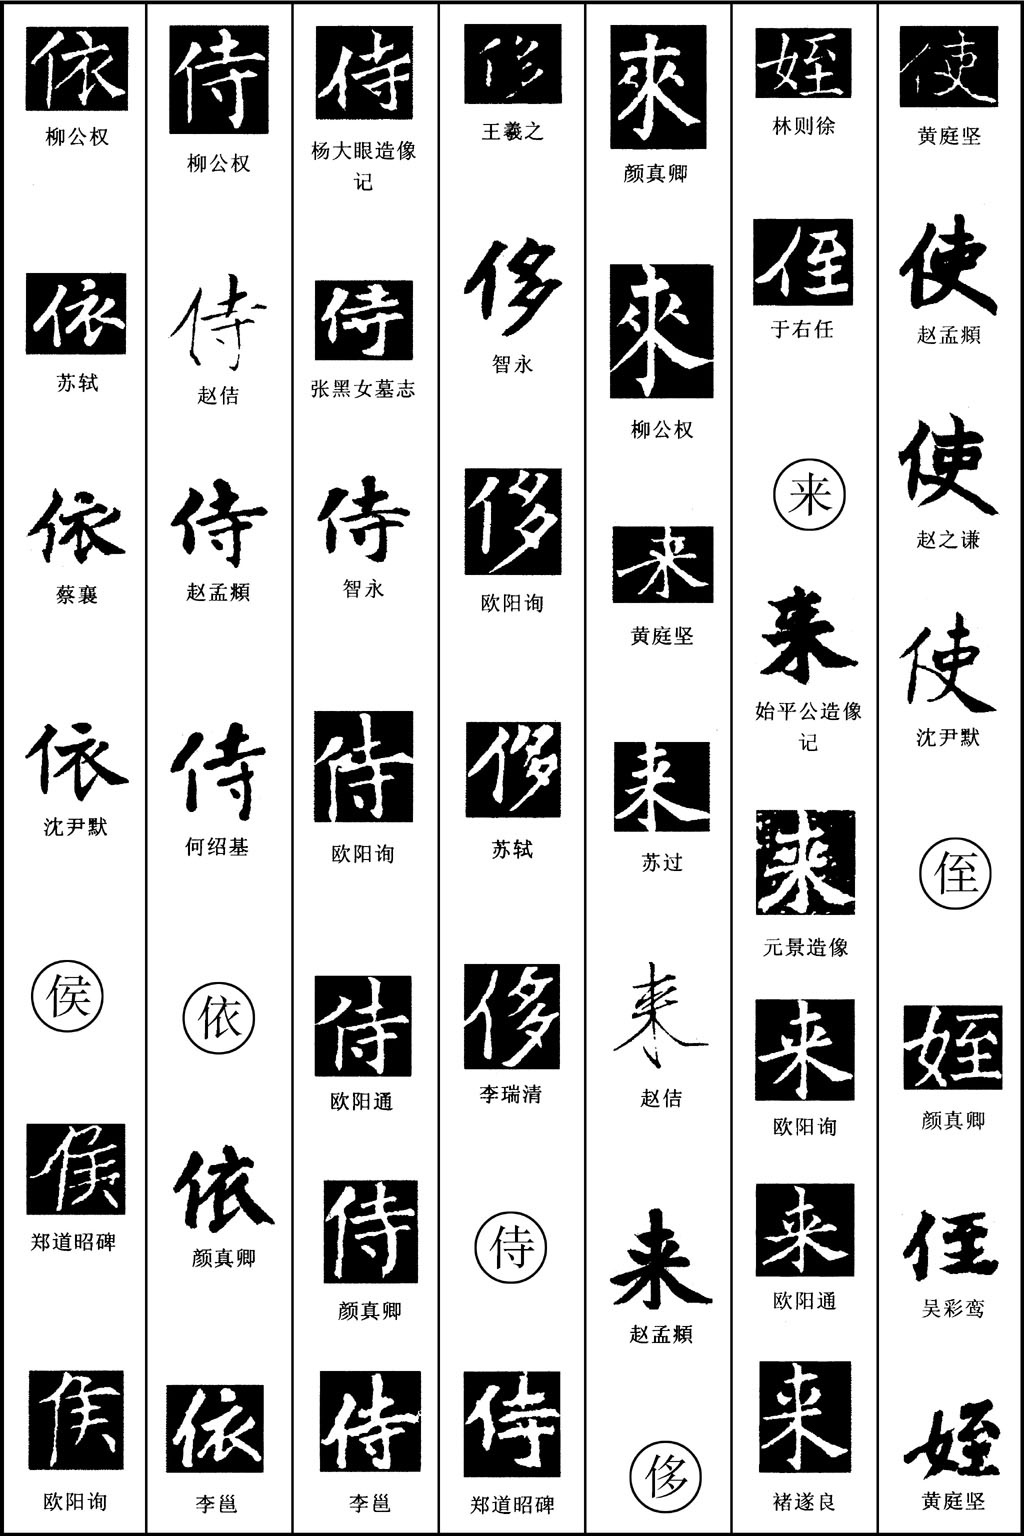 使
黄庭坚
使
赵孟頫
使
赵之谦
使
沈尹默
侄
姪
颜真卿
侄
吴彩鸾
姪
黄庭坚
姪
林则徐
侄
于右任
来
来
始平公造像
记
来
元景造像
来
欧阳询
来
欧阳通
来
褚遂良
來
颜真卿
來
柳公权
来
黄庭坚
来
苏过
来
赵佶
来
赵孟頫
侈
侈
王羲之
侈
智永
侈
欧阳询
侈
苏轼
侈
李瑞清
侍
侍
郑道昭碑
侍
杨大眼造像
记
侍
张黑女墓志
侍
智永
侍
欧阳询
侍
欧阳通
侍
颜真卿
侍
李邕
侍
柳公权
侍
赵佶
侍
赵孟頫
侍
何绍基
依
依
颜真卿
依
李邕
依
柳公权
依
苏轼
依
蔡襄
依
沈尹默
侯
侯
郑道昭碑
侯
欧阳询